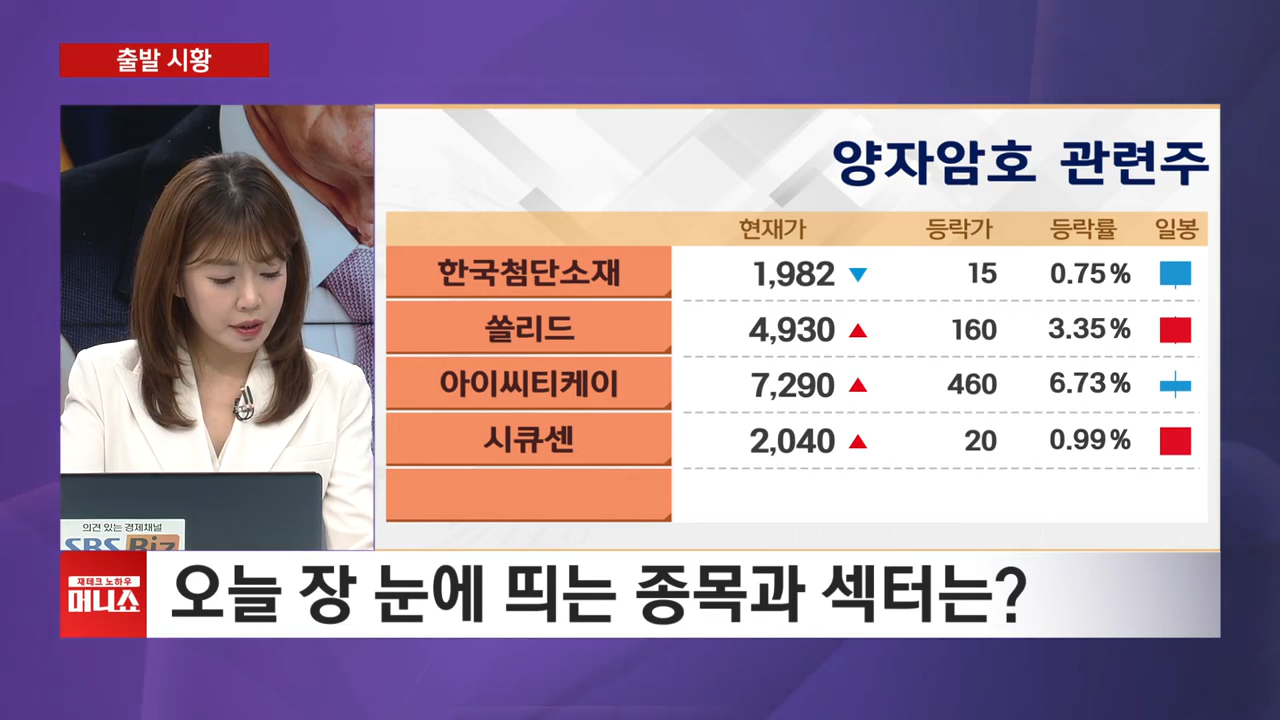 출발 시황
양자암호 관련주
현재가 등락가 등락률 일봉
한국첨단소재 1,982 ▼ 15 0.75%
쏠리드 4,930 ▲ 160 3.35%
아이씨티케이 7,290 ▲ 460 6.73%
시큐센 2,040 ▲ 20 0.99%
의견 있는 경제채널
SBS Biz
재테크 노하우
머니쇼
오늘 장 눈에 띄는 종목과 섹터는?